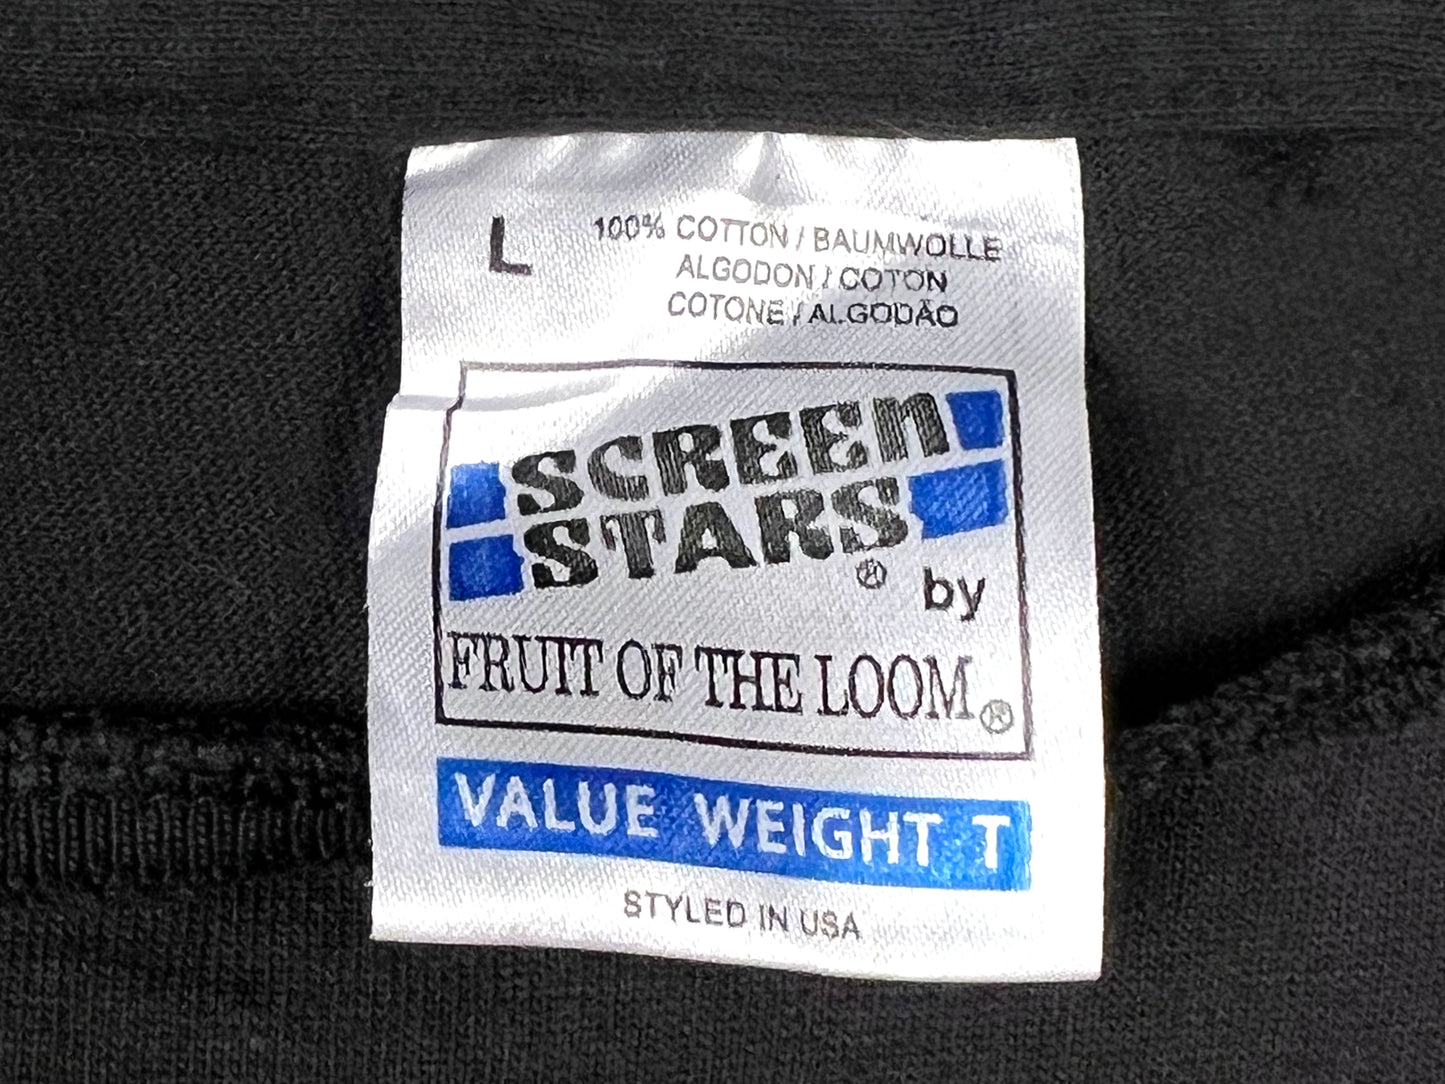 L
100% COTTON / BAUMWOLLE
ALGODON / COTON
COTONE / ALGODÃO
SCREEN
STARS® by
FRUIT OF THE LOOM®
VALUE WEIGHT T
STYLED IN USA